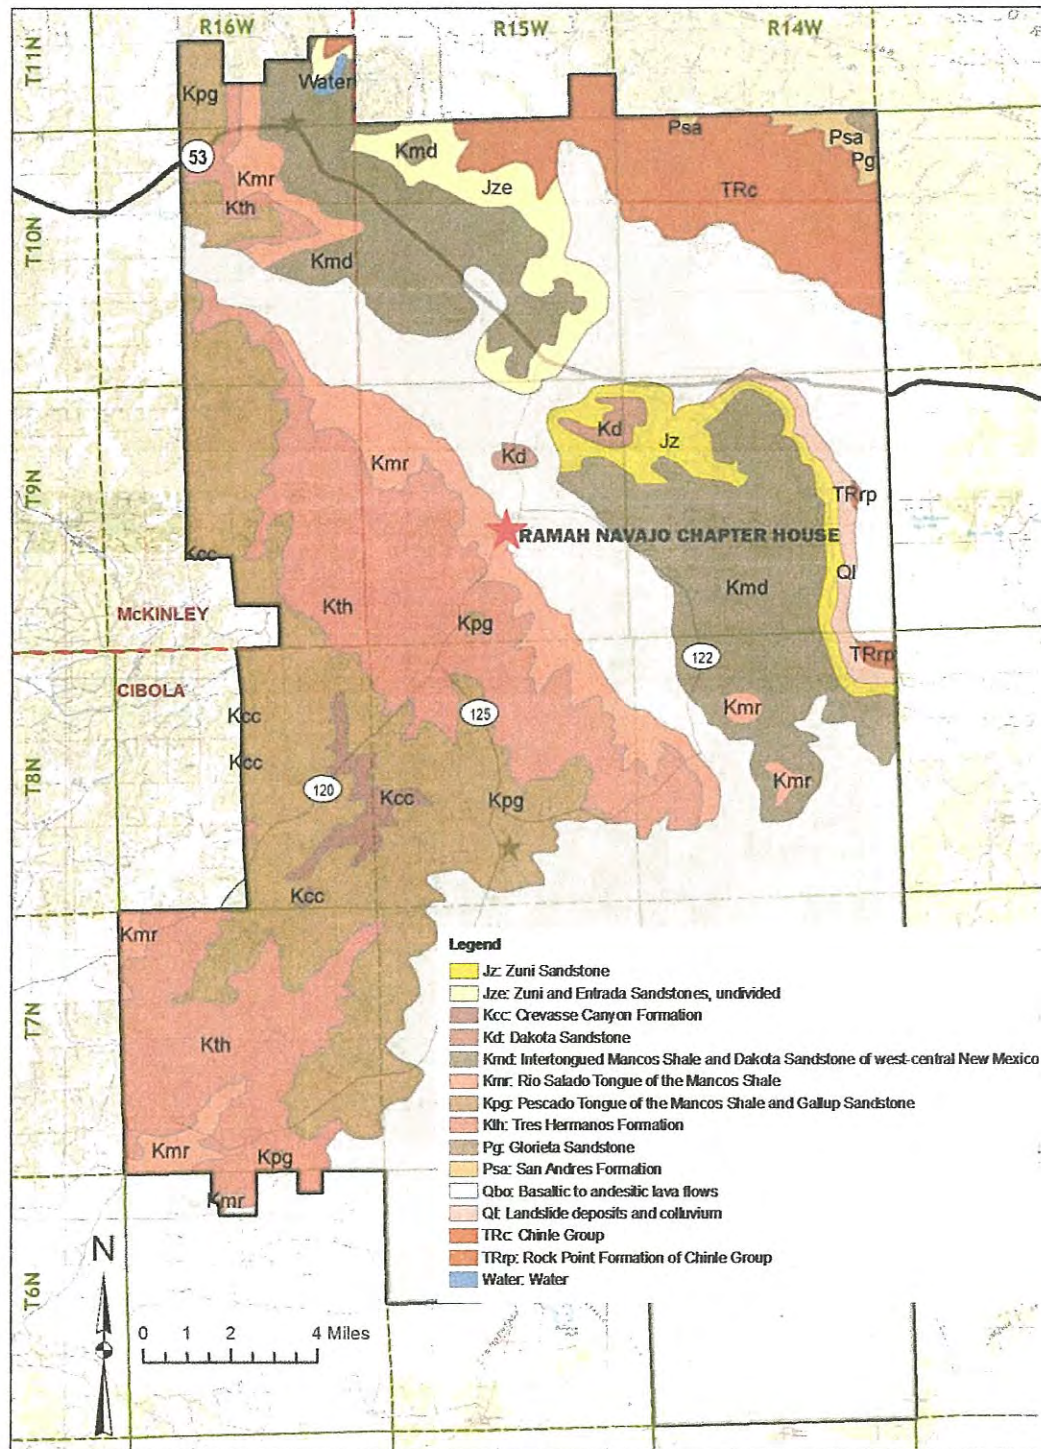 R16W
R15W
R14W
T11N
Water
Kpg
Psa
Psa
Kmd
Pg
53
Kmr
Jze
TRc
Kth
T10N
Kmd
Kd
Jz
Kmr
Kd
T9N
TRrp
RAMAH NAVAJO CHAPTER HOUSE
Kcc
Ql
Kmd
Kth
McKINLEY
Kpg
TRrp
122
CIBOLA
Kcc
125
Kmr
Kcc
T8N
Kmr
120
Kcc
Kpg
Kcc
Kmr
Legend
Jz: Zuni Sandstone
Jze: Zuni and Entrada Sandstones, undivided
Kcc: Crevasse Canyon Formation
T7N
Kd: Dakota Sandstone
Kth
Kmd: Intertongued Mancos Shale and Dakota Sandstone of west-central New Mexico
Kmr: Rio Salado Tongue of the Mancos Shale
Kpg: Pescado Tongue of the Mancos Shale and Gallup Sandstone
Kth: Tres Hermanos Formation
Kmr
Kpg
Pg: Glorieta Sandstone
Psa: San Andres Formation
Kmr
Qbo: Basaltic to andesitic lava flows
Ql: Landslide deposits and colluvium
TRc: Chinle Group
N
TRrp: Rock Point Formation of Chinle Group
Water: Water
T6N
0 1 2 4 Miles